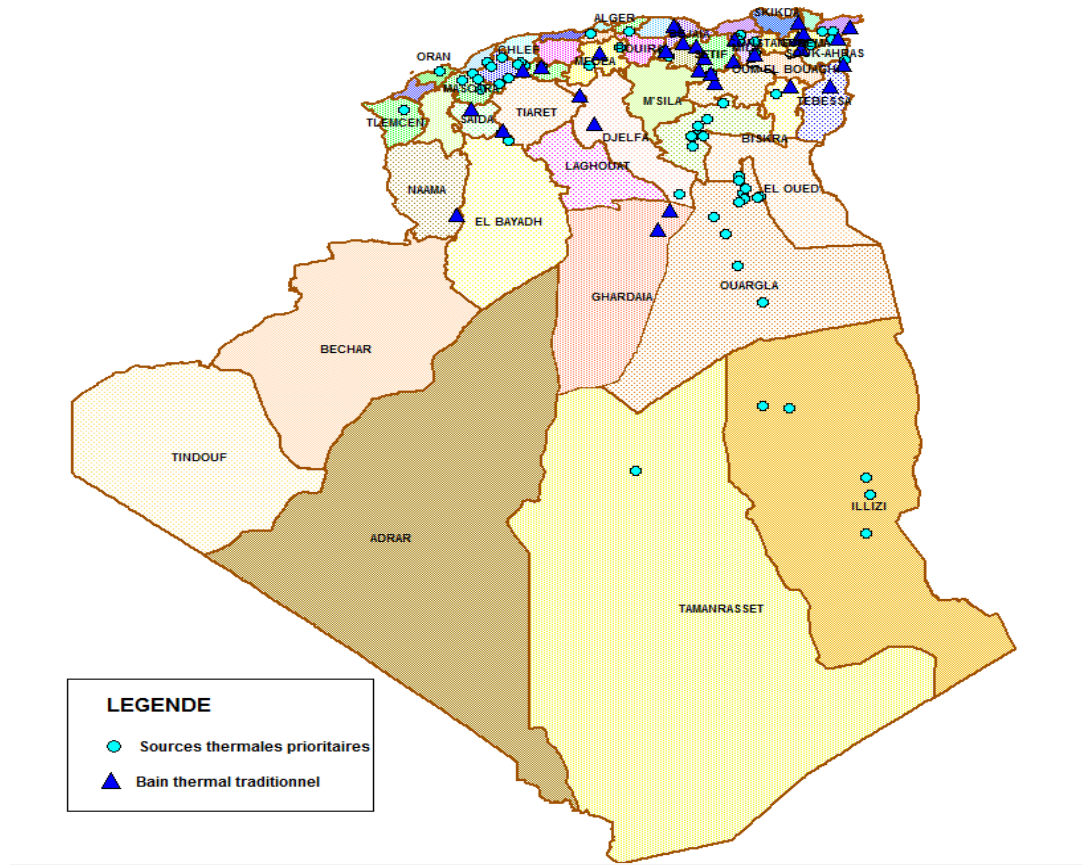 SKIKDA
ALGER
BEJAIA
BOUIRA
ORAN
CHLEF
SETIF
MEDEA
SOUK-AHRAS
OUM-EL BOUAGHI
MASCARA
M'SILA
TEBESSA
TIARET
SAIDA
TLEMCEN
DJELFA
BISKRA
LAGHOUAT
NAAMA
EL OUED
EL BAYADH
OUARGLA
GHARDAIA
BECHAR
TINDOUF
ILLIZI
ADRAR
TAMANRASSET
LEGENDE
Sources thermales prioritaires
Bain thermal traditionnel